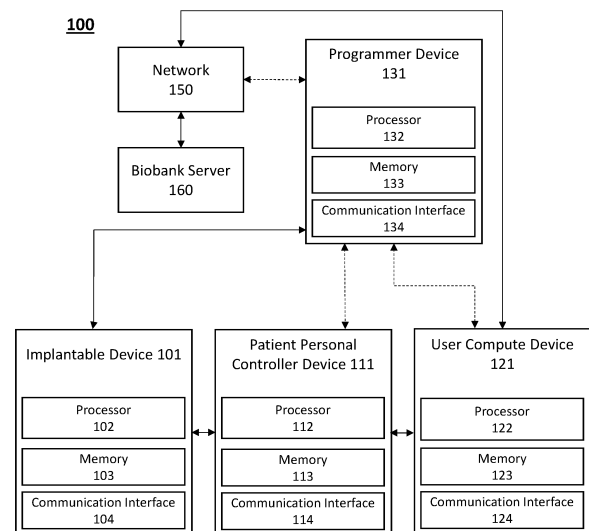 100
Network
150
Biobank Server
160
Programmer Device
131
Processor
132
Memory
133
Communication Interface
134
Implantable Device 101
Processor
102
Memory
103
Communication Interface
104
Patient Personal
Controller Device 111
Processor
112
Memory
113
Communication Interface
114
User Compute Device
121
Processor
122
Memory
123
Communication Interface
124